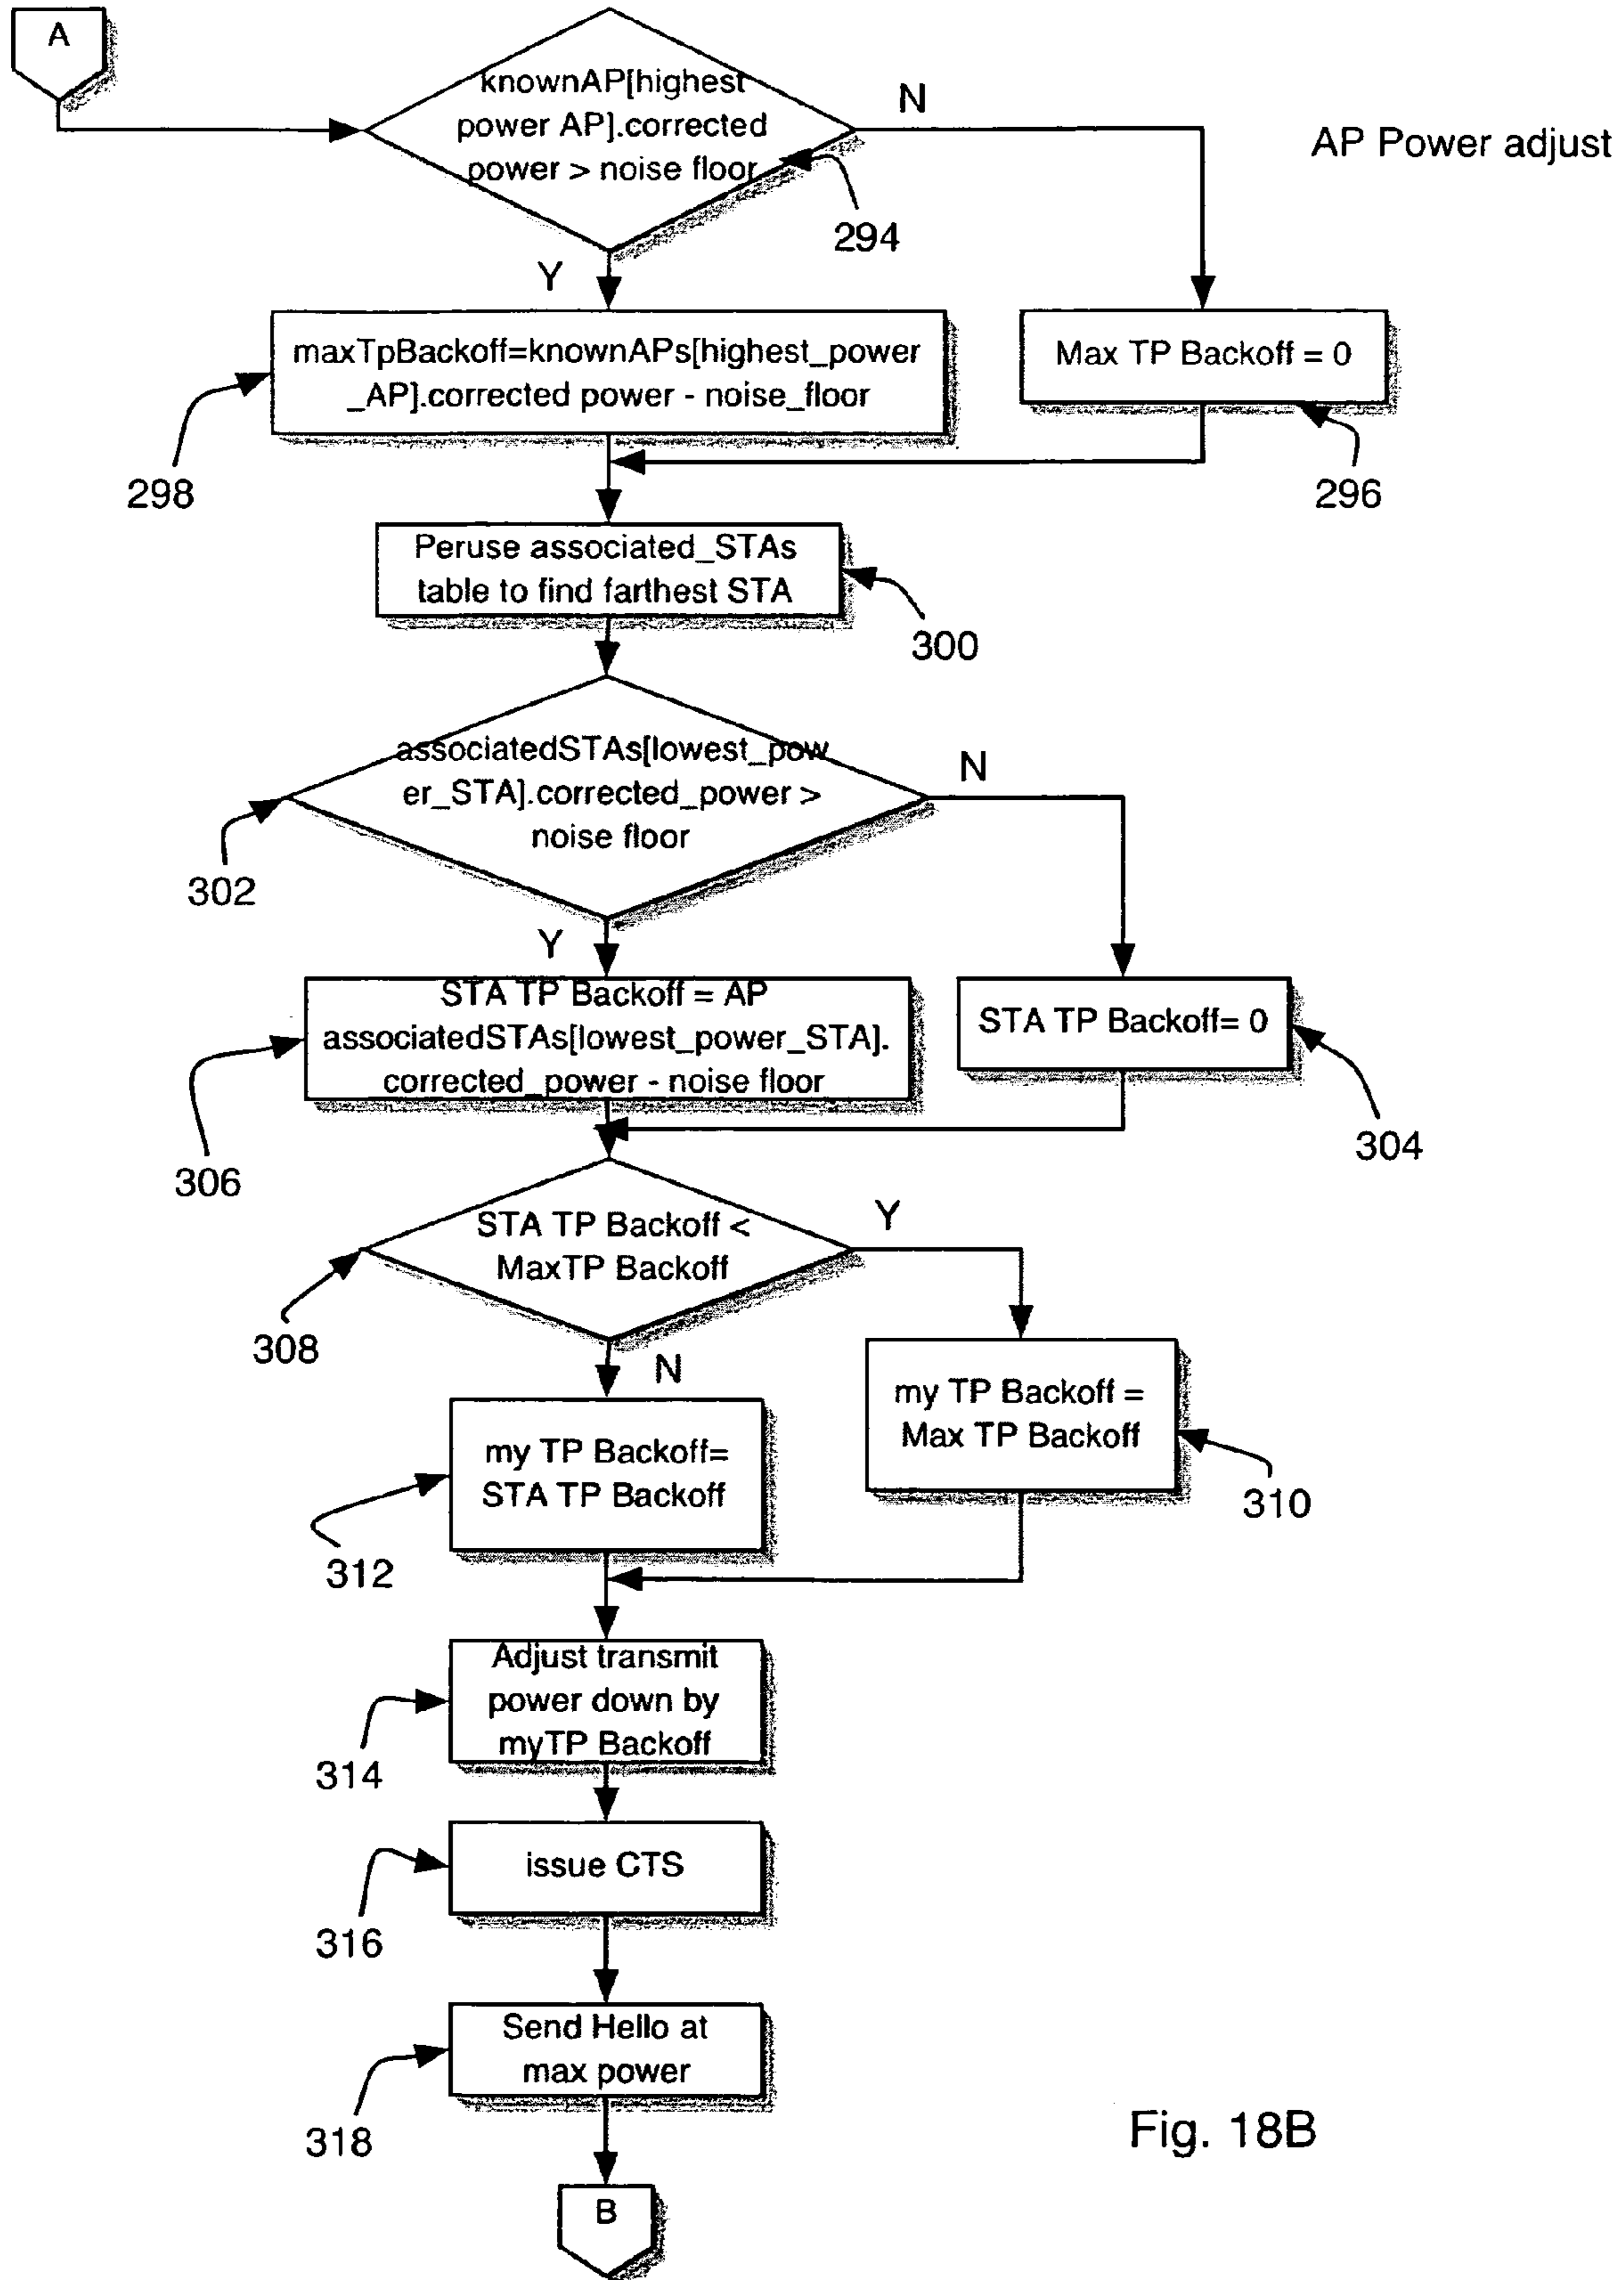 A
knownAP[highest
power AP].corrected
power > noise floor
N
AP Power adjust
294
Y
maxTpBackoff=knownAPs[highest_power
_AP].corrected power - noise_floor
Max TP Backoff = 0
298
296
Peruse associated_STAs
table to find farthest STA
300
associatedSTAs[lowest_pow
er_STA].corrected_power >
noise floor
N
302
Y
STA TP Backoff = AP
associatedSTAs[lowest_power_STA].
corrected_power - noise floor
STA TP Backoff= 0
304
306
STA TP Backoff <
MaxTP Backoff
Y
308
N
my TP Backoff =
Max TP Backoff
my TP Backoff=
STA TP Backoff
310
312
Adjust transmit
power down by
myTP Backoff
314
issue CTS
316
Send Hello at
max power
318
Fig. 18B
B